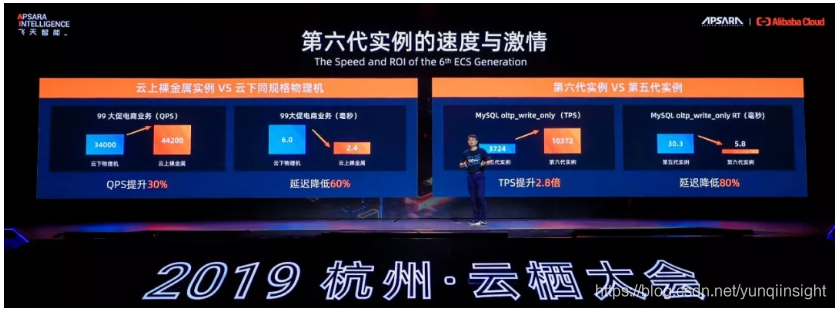 APSARA
INTELLIGENCE
飞天智能
APSARA
Alibaba Cloud
第六代实例的速度与激情
The Speed and ROI of the 6th ECS Generation
云上裸金属实例 VS 云下同规格物理机
第六代实例 VS 第五代实例
99 大促电商业务（QPS）
34000
44200
云下物理机
云上裸金属
QPS提升30%
99大促电商业务（毫秒）
6.0
2.4
云下物理机
云上裸金属
延迟降低60%
MySQL oltp_write_only （TPS）
3724
10372
五代实例
第六代实例
TPS提升2.8倍
MySQL oltp_write_only RT（毫秒）
30.3
5.8
第五代实例
第六代实例
延迟降低80%
2019 杭州·云栖大会
https://blog.csdn.net/yunqiinsight